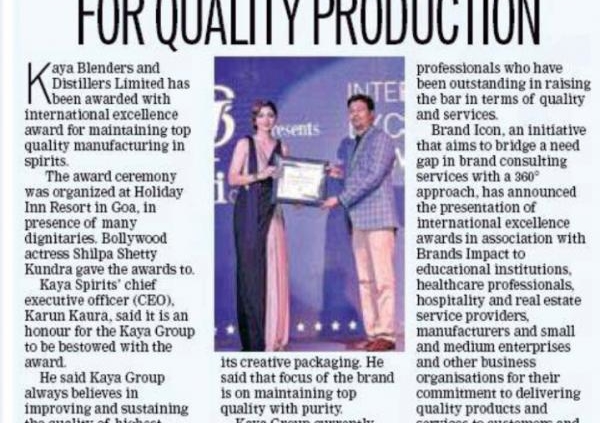 FOR QUALITY PRODUCTION
Kaya Blenders and
Distillers Limited has
been awarded with
international excellence
award for maintaining top
quality manufacturing in
spirits.
The award ceremony
was organized at Holiday
Inn Resort in Goa, in
presence of many
dignitaries. Bollywood
actress Shilpa Shetty
Kundra gave the awards to.
Kaya Spirits' chief
executive officer (CEO),
Karun Kaura, said it is an
honour for the Kaya Group
to be bestowed with the
award.
He said Kaya Group
always believes in
improving and sustaining
the quality of highest
presents
INTE
its creative packaging. He
said that focus of the brand
is on maintaining top
quality with purity.
Kaya Group currently
professionals who have
been outstanding in raising
the bar in terms of quality
and services.
Brand Icon, an initiative
that aims to bridge a need
gap in brand consulting
services with a 360°
approach, has announced
the presentation of
international excellence
awards in association with
Brands Impact to
educational institutions,
healthcare professionals,
hospitality and real estate
service providers,
manufacturers and small
and medium enterprises
and other business
organisations for their
commitment to delivering
quality products and
services to customers and